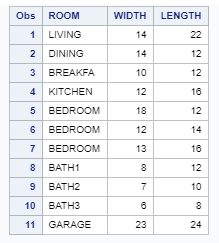 Obs ROOM WIDTH LENGTH
1 LIVING 14 22
2 DINING 14 12
3 BREAKFA 10 12
4 KITCHEN 12 16
5 BEDROOM 18 12
6 BEDROOM 12 14
7 BEDROOM 13 16
8 BATH1 8 12
9 BATH2 7 10
10 BATH3 6 8
11 GARAGE 23 24